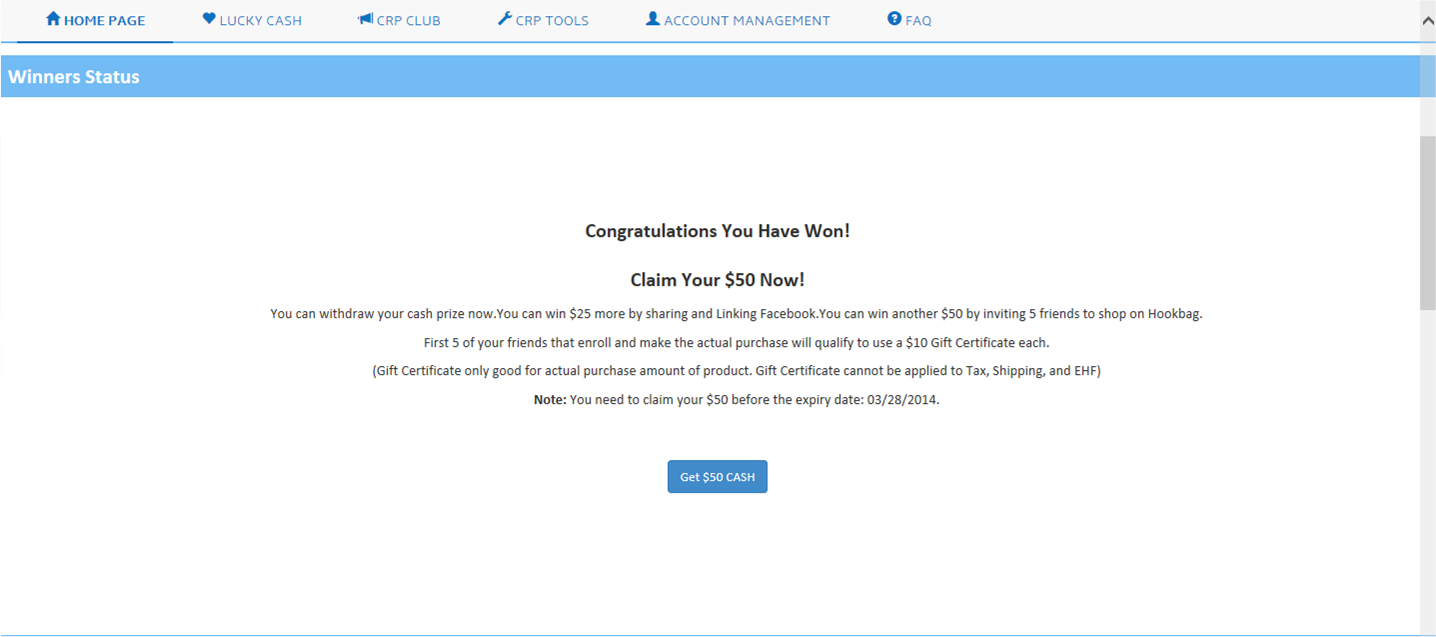 HOME PAGE LUCKY CASH CRP CLUB CRP TOOLS ACCOUNT MANAGEMENT ? FAQ
Winners Status
Congratulations You Have Won!
Claim Your $50 Now!
You can withdraw your cash prize now.You can win $25 more by sharing and Linking Facebook.You can win another $50 by inviting 5 friends to shop on Hookbag.
First 5 of your friends that enroll and make the actual purchase will qualify to use a $10 Gift Certificate each.
(Gift Certificate only good for actual purchase amount of product. Gift Certificate cannot be applied to Tax, Shipping, and EHF)
Note: You need to claim your $50 before the expiry date: 03/28/2014.
Get $50 CASH